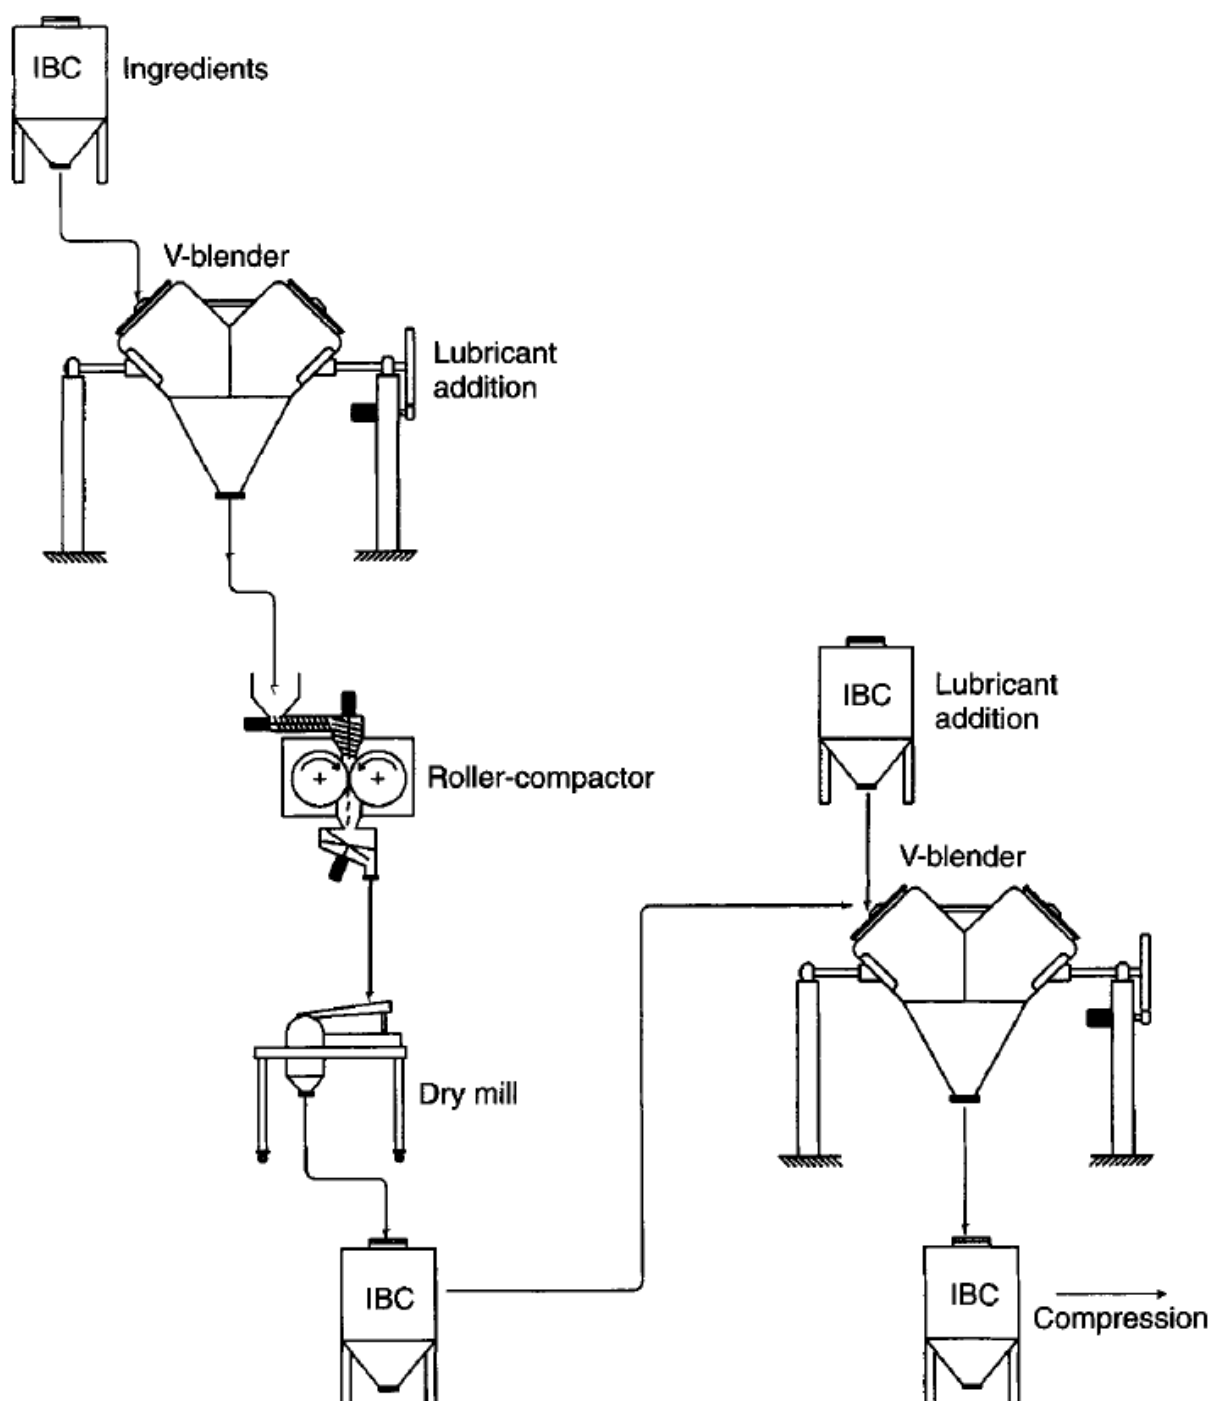 IBC
Ingredients
V-blender
Lubricant
addition
Roller-compactor
Dry mill
IBC
IBC
Lubricant
addition
V-blender
IBC
Compression